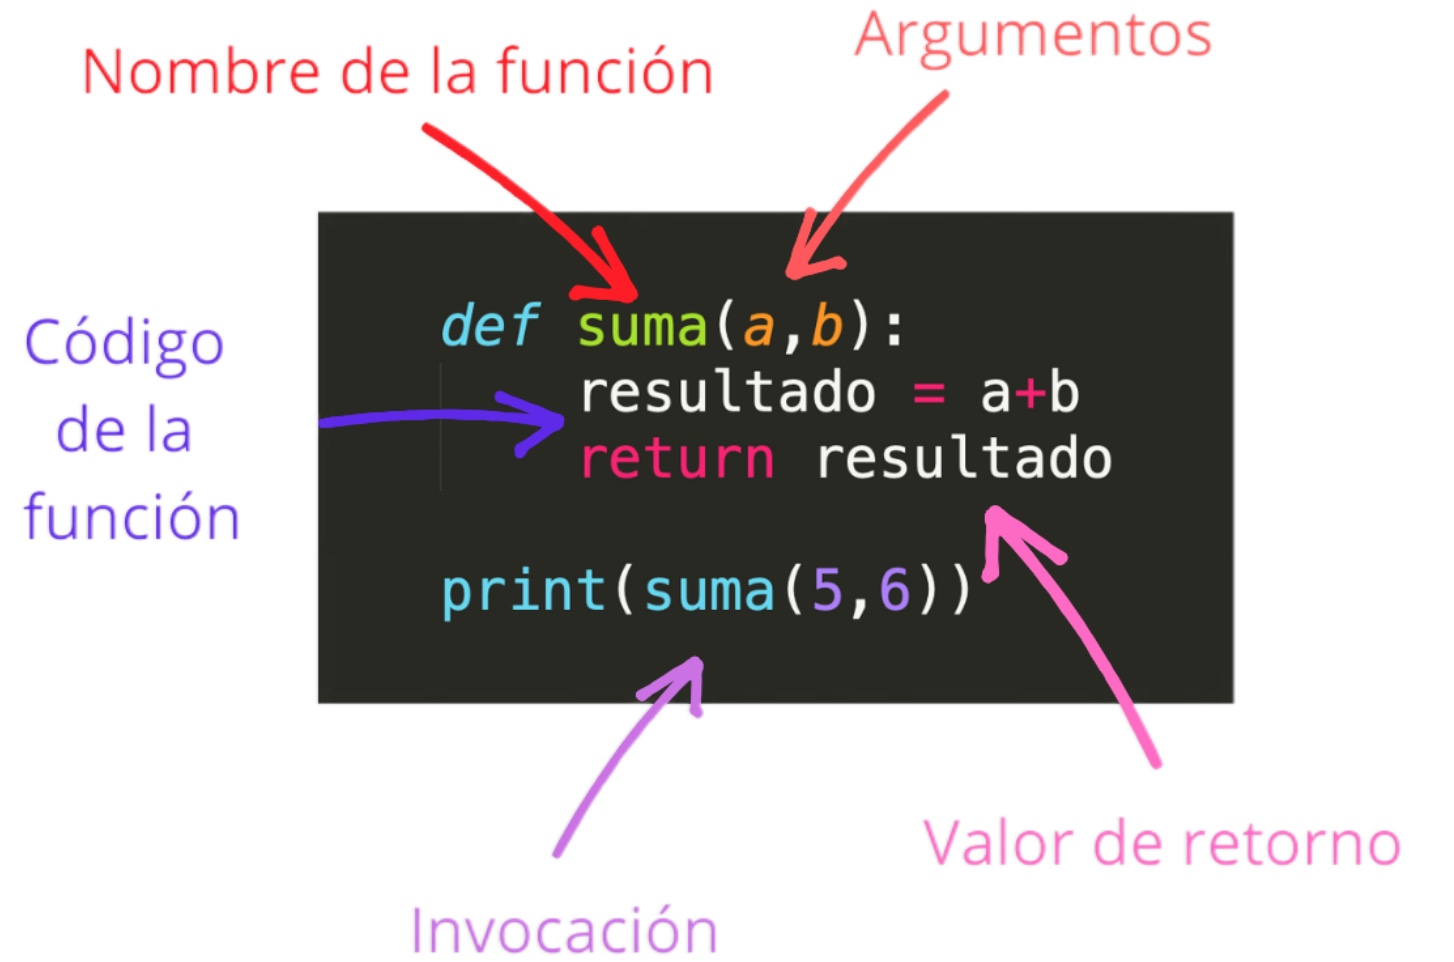 Nombre de la función
Argumentos
Código
de la
función
def suma(a,b):
resultado = a+b
return resultado
print(suma(5,6))
Valor de retorno
Invocación